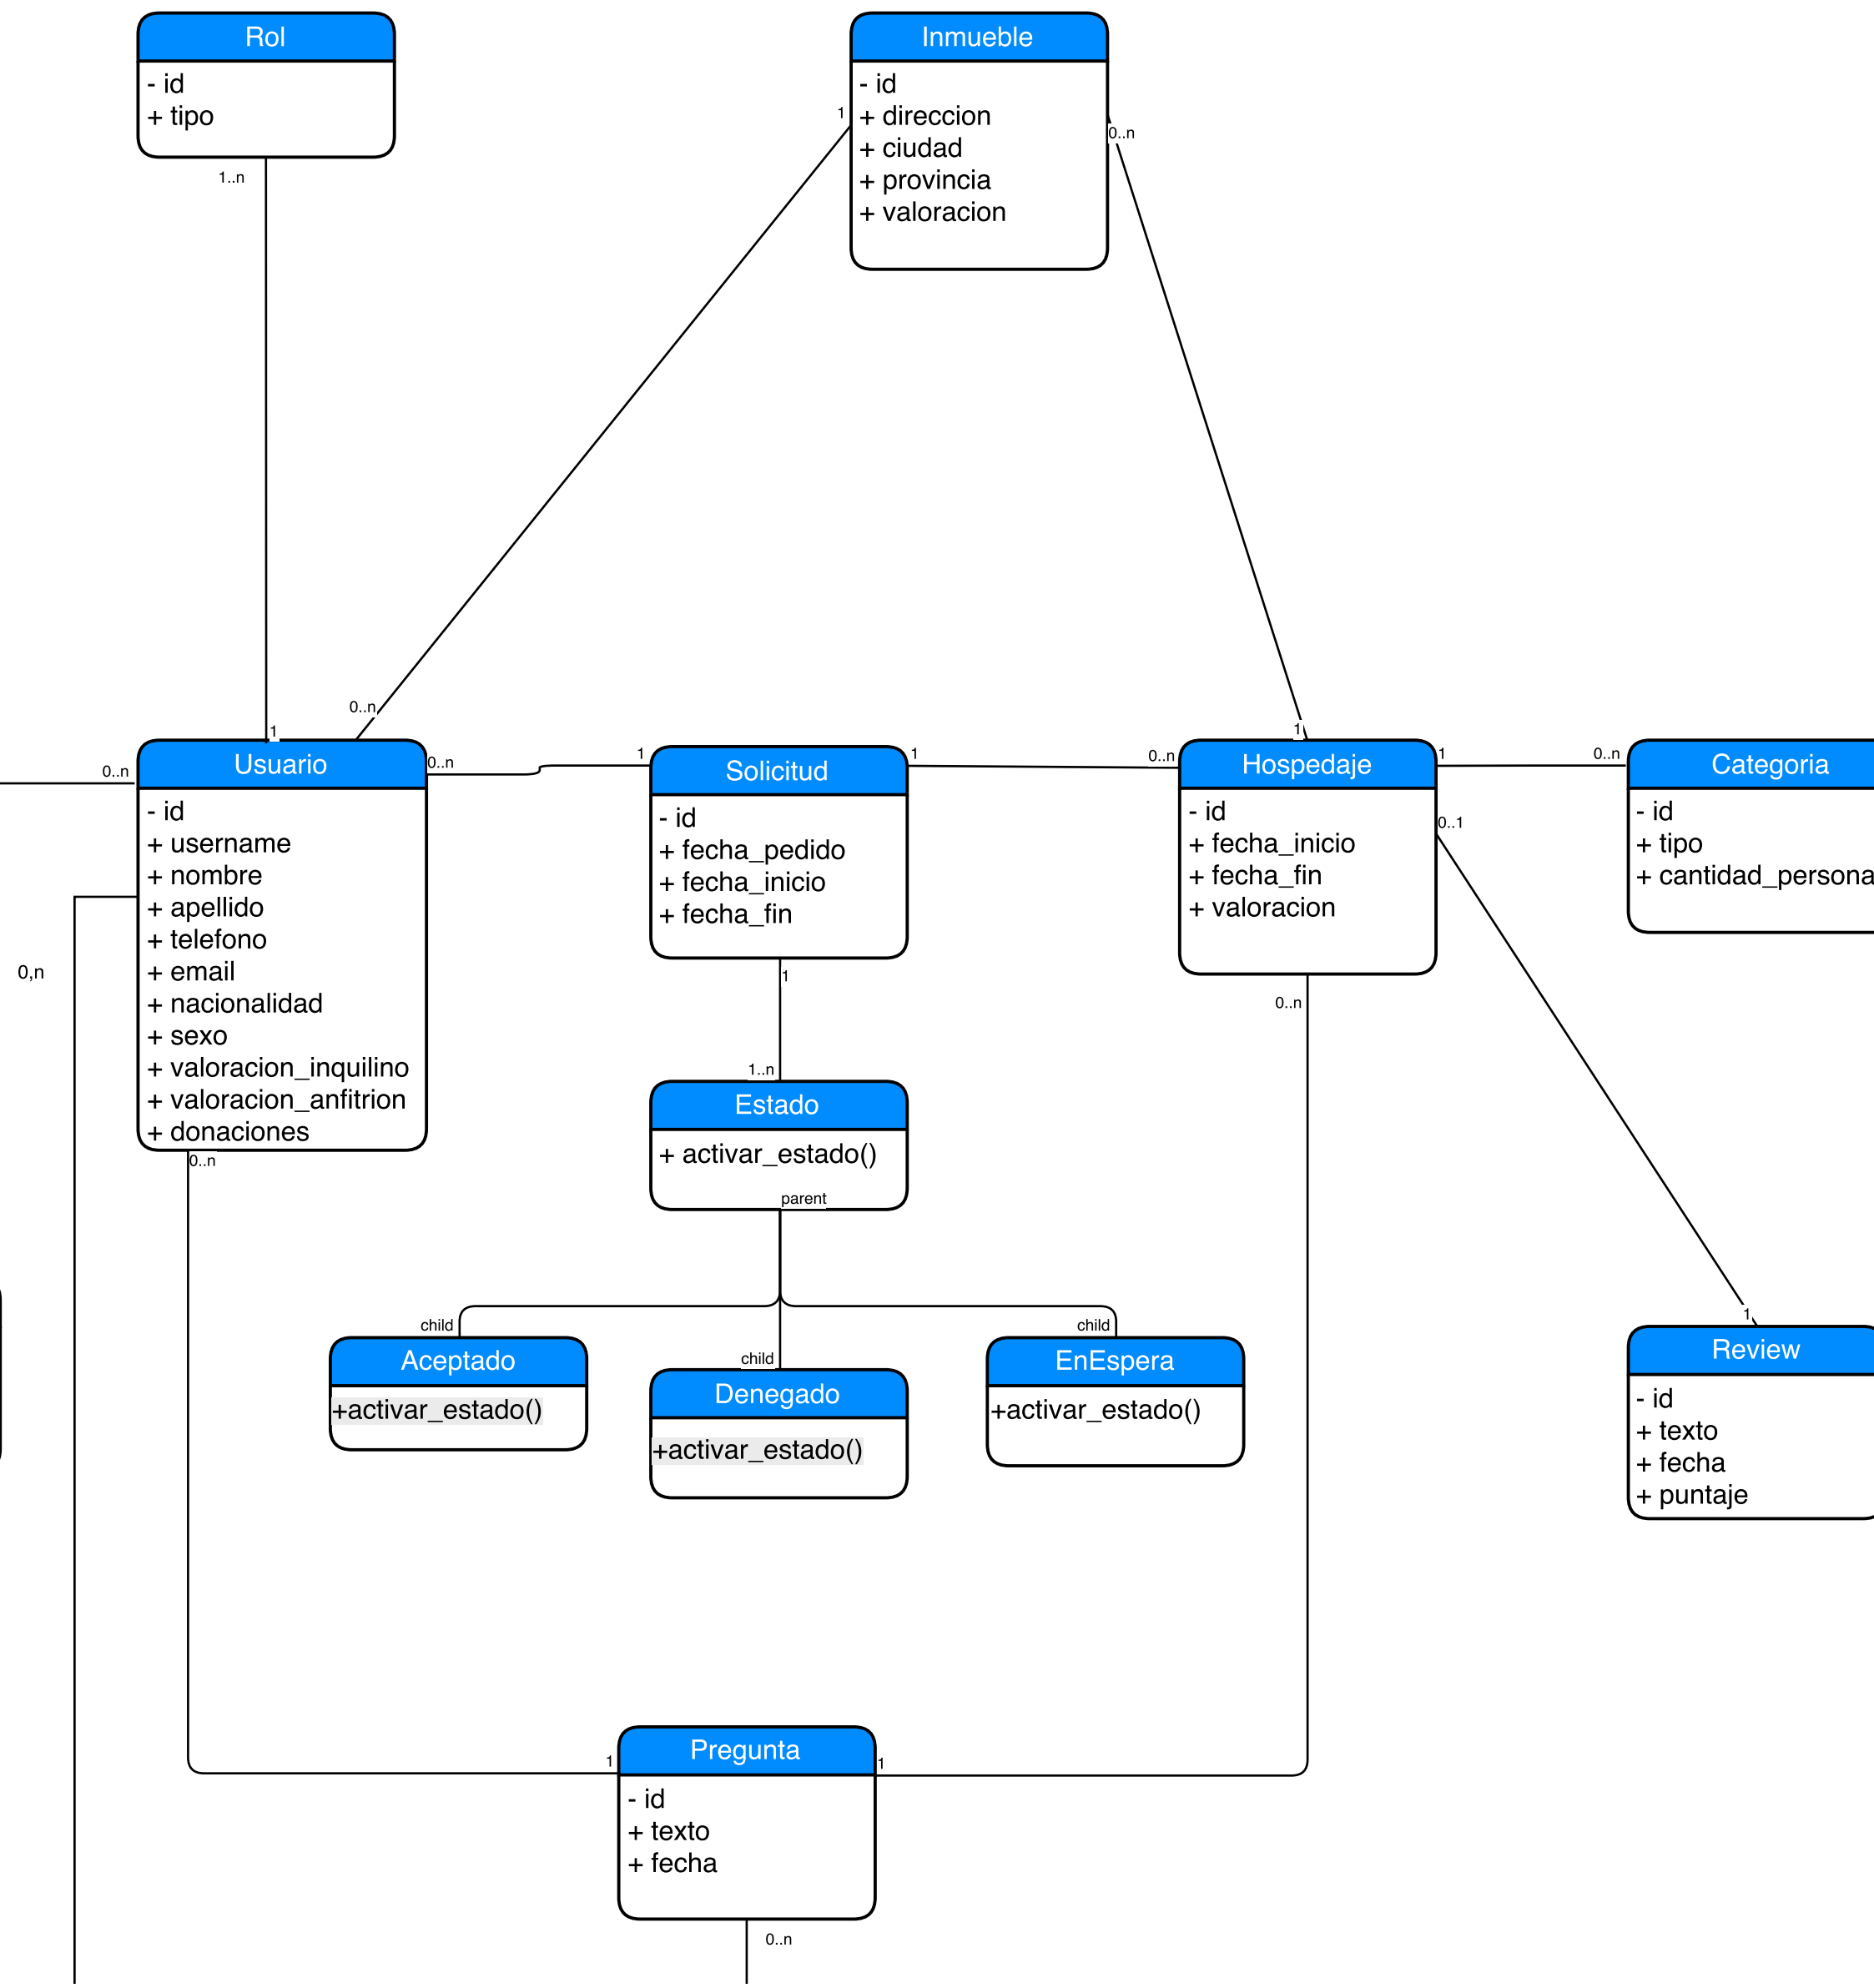 Rol
- id
+ tipo
1..n
Inmueble
- id
+ direccion
+ ciudad
+ provincia
+ valoracion
1
0..n
0..n
1
0..n
Usuario
- id
+ username
+ nombre
+ apellido
+ telefono
+ email
+ nacionalidad
+ sexo
+ valoracion_inquilino
+ valoracion_anfitrion
+ donaciones
0..n
0,n
0..n
1
Solicitud
- id
+ fecha_pedido
+ fecha_inicio
+ fecha_fin
1
0..n
1
1..n
Estado
+ activar_estado()
parent
child
child
child
Aceptado
+activar_estado()
Denegado
+activar_estado()
EnEspera
+activar_estado()
1
Hospedaje
- id
+ fecha_inicio
+ fecha_fin
+ valoracion
1
0..n
0..1
0..n
Categoria
- id
+ tipo
+ cantidad_persona
1
Review
- id
+ texto
+ fecha
+ puntaje
1
Pregunta
1
- id
+ texto
+ fecha
0..n